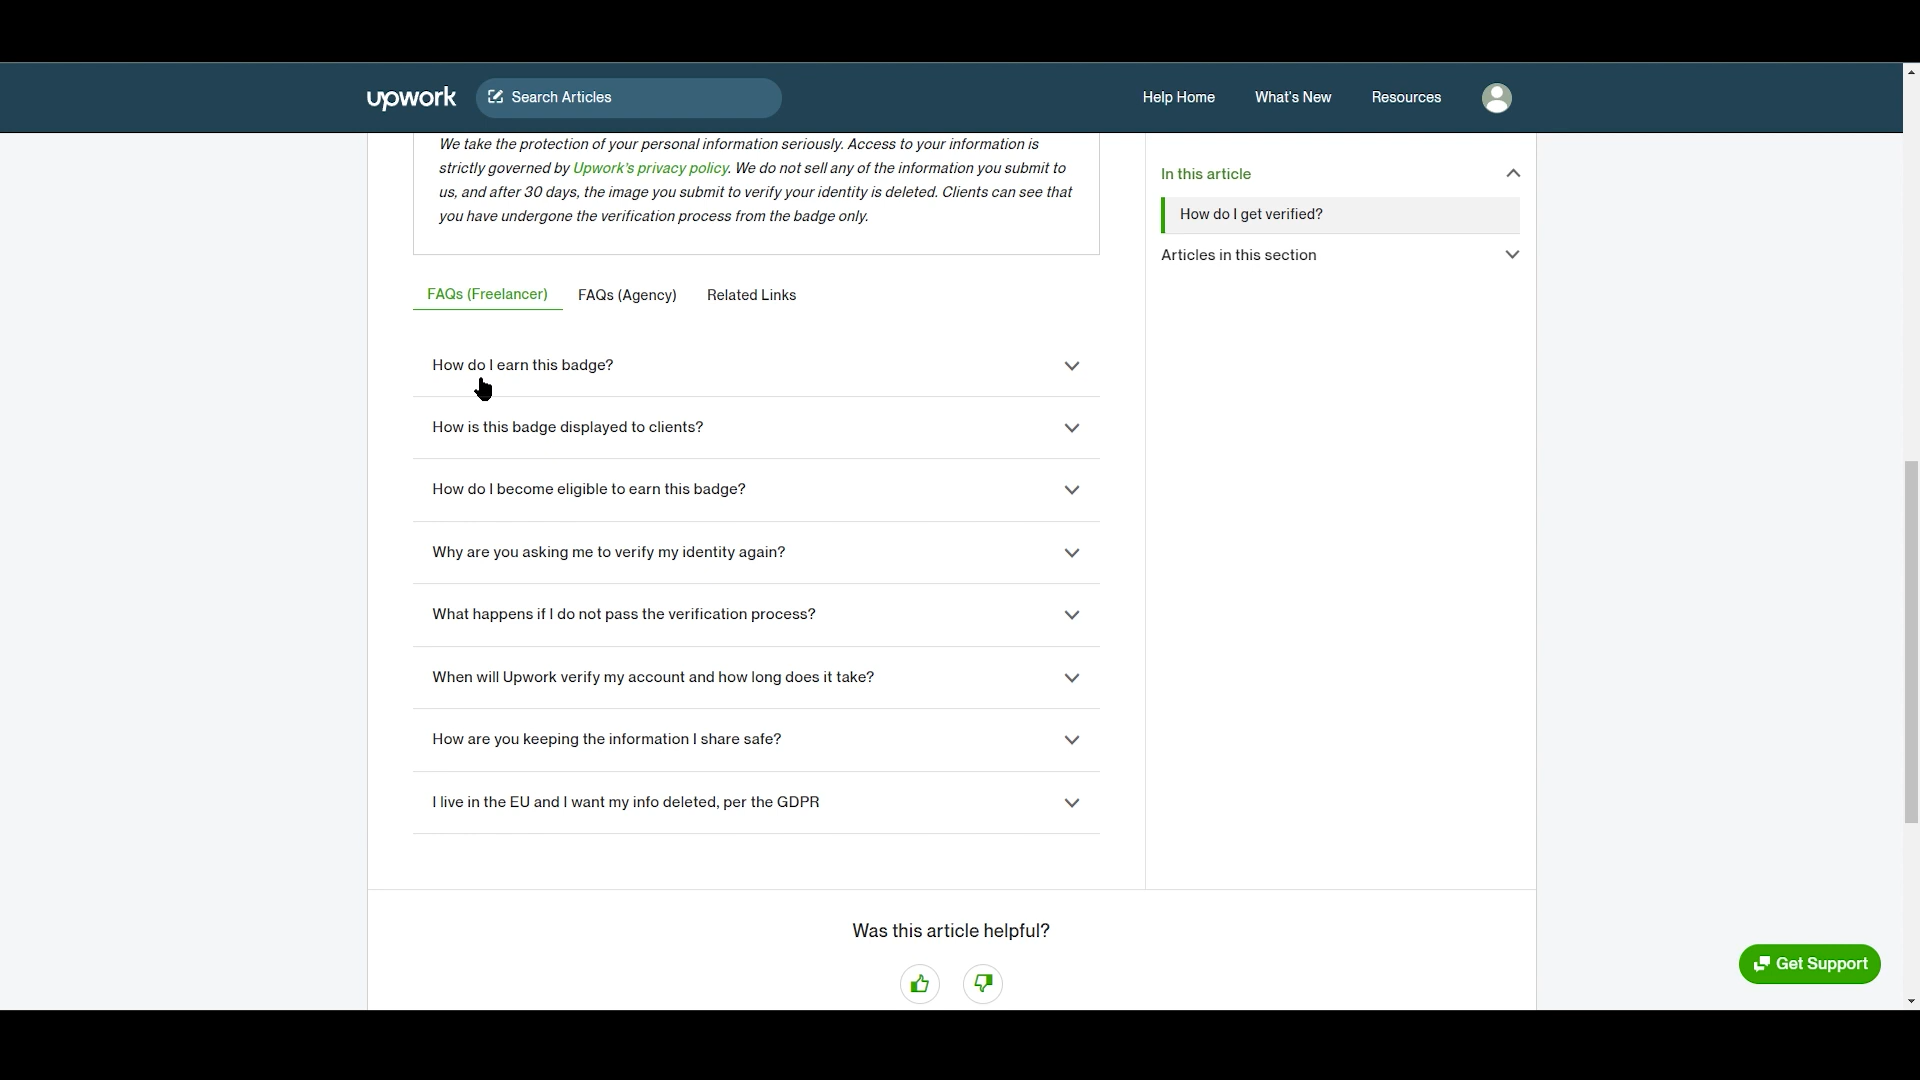 upwork
Search Articles
Help Home
What's New
Resources
We take the protection of your personal information seriously. Access to your information is
strictly governed by Upwork's privacy policy. We do not sell any of the information you submit to
us, and after 30 days, the image you submit to verify your identity is deleted. Clients can see that
you have undergone the verification process from the badge only.
In this article
How do I get verified?
Articles in this section
FAQs (Freelancer)
FAQs (Agency)
Related Links
How do I earn this badge?
How is this badge displayed to clients?
How do I become eligible to earn this badge?
Why are you asking me to verify my identity again?
What happens if I do not pass the verification process?
When will Upwork verify my account and how long does it take?
How are you keeping the information I share safe?
I live in the EU and I want my info deleted, per the GDPR
Was this article helpful?
Get Support